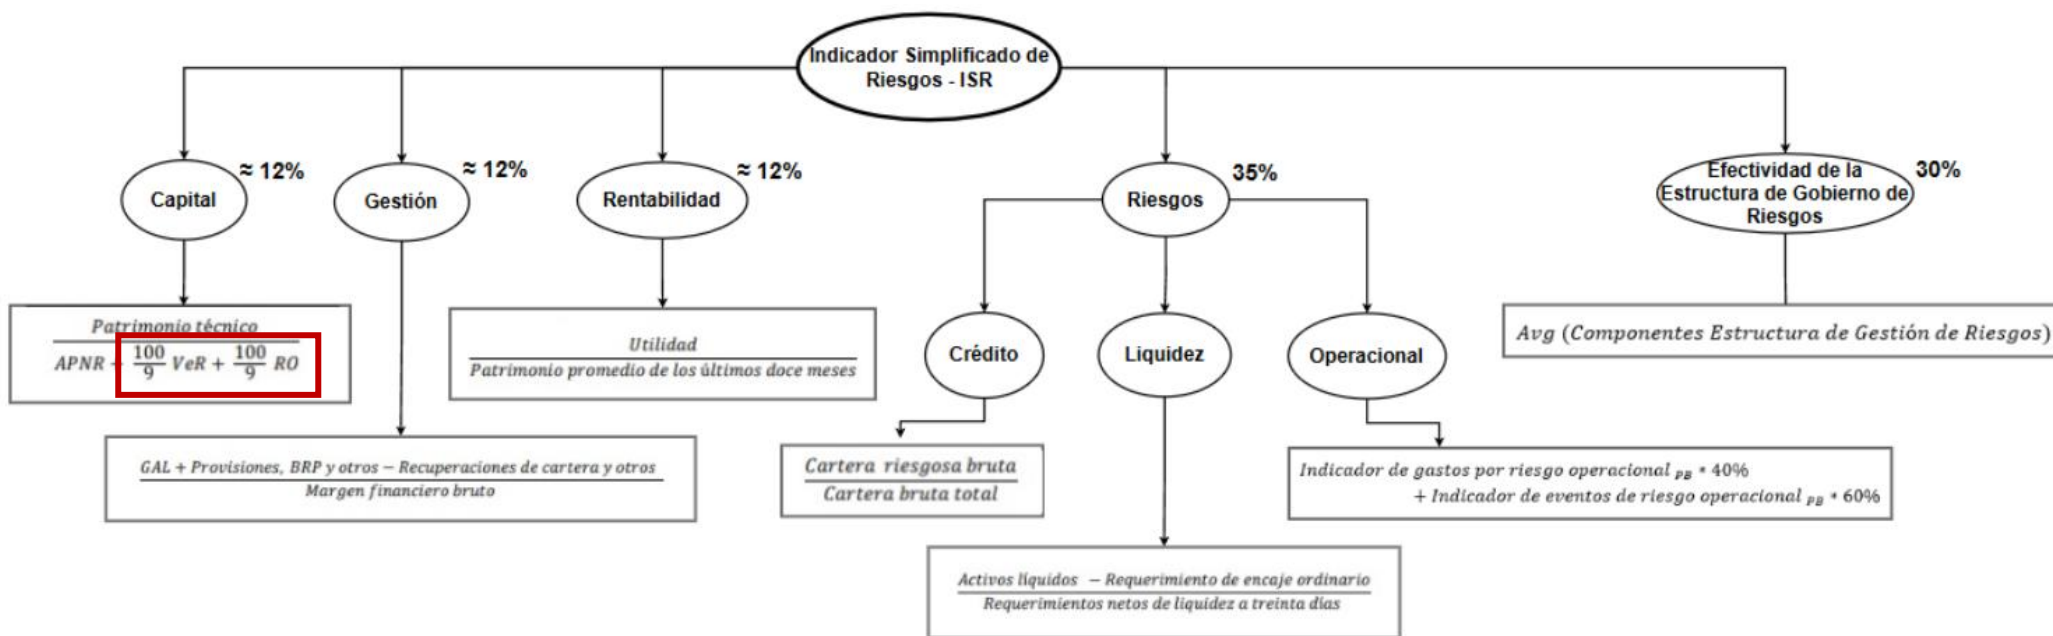 Indicador Simplificado de
Riesgos - ISR
Capital
≈ 12%
Gestión
≈ 12%
Rentabilidad
≈ 12%
Riesgos
35%
Efectividad de la
Estructura de Gobierno de
Riesgos
30%
Patrimonio técnico
APNR + 100/9 VeR + 100/9 RO
Utilidad
Patrimonio promedio de los últimos doce meses
Crédito
Liquidez
Operacional
Avg (Componentes Estructura de Gestión de Riesgos)
GAL + Provisiones, BRP y otros − Recuperaciones de cartera y otros
Margen financiero bruto
Cartera riesgosa bruta
Cartera bruta total
Indicador de gastos por riesgo operacional PB * 40%
+ Indicador de eventos de riesgo operacional PB * 60%
Activos líquidos − Requerimiento de encaje ordinario
Requerimientos netos de liquidez a treinta días